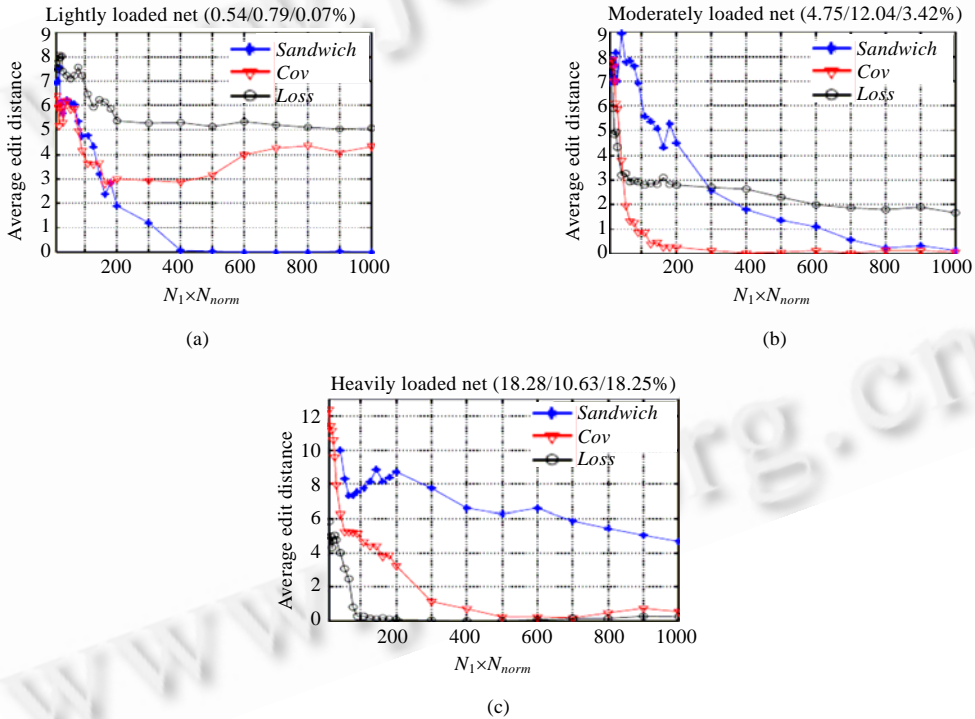 Lightly loaded net (0.54/0.79/0.07%)
9
8
7
6
5
4
3
2
1
0
Average edit distance
Sandwich
Cov
Loss
200
400
600
800
1000
N1×Nnorm
(a)
Moderately loaded net (4.75/12.04/3.42%)
9
8
7
6
5
4
3
2
1
0
Average edit distance
Sandwich
Cov
Loss
200
400
600
800
1000
N1×Nnorm
(b)
Heavily loaded net (18.28/10.63/18.25%)
12
10
8
6
4
2
0
Average edit distance
Sandwich
Cov
Loss
200
400
600
800
1000
N1×Nnorm
(c)